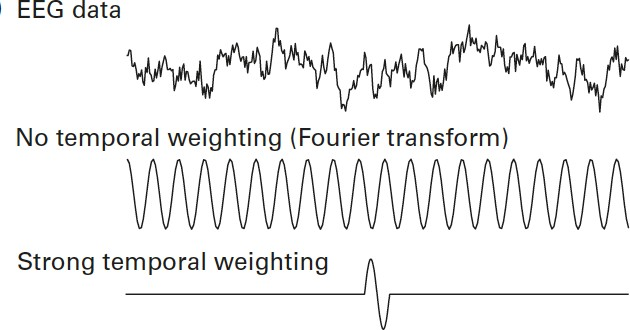 ) EEG data
No temporal weighting (Fourier transform)
Strong temporal weighting